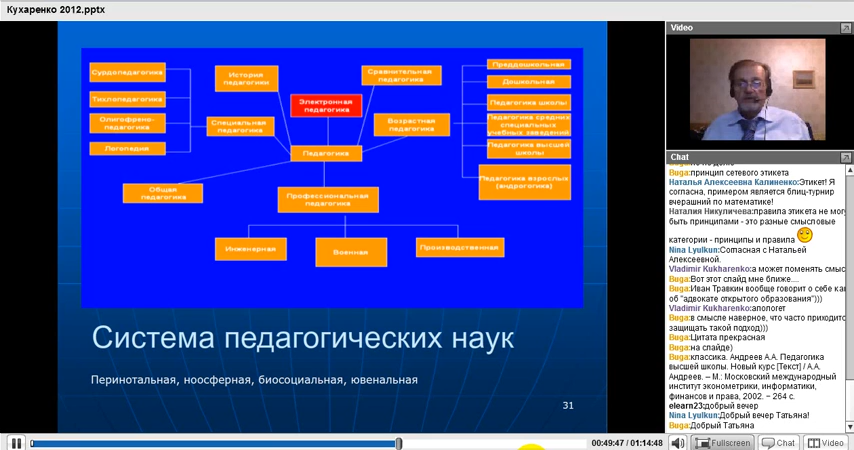 Кухаренко 2012.pptx
Video
Сурдопедагогика
Тихлопедагогика
Олигофрено-
педагогика
Логопедия
История
педагогики
Специальная
педагогика
Электронная
педагогика
Педагогика
Сравнительная
педагогика
Возрастная
педагогика
Преддошкольная
Дошкольная
Педагогика школы
Педагогика средних
специальных
учебных заведений
Педагогика высшей
школы
Педагогика взрослых
(андрогогика)
Общая
педагогика
Профессиональная
педагогика
Инженерная
Военная
Производственная
Система педагогических наук
Перинотальная, ноосферная, биосоциальная, ювенальная
31
Chat
Buga:принцип сетевого этикета
Наталья Алексеевна Калиненко:Этикет! Я
согласна, примером является блиц-турнир
вчерашний по математике!
Наталия Никуличева:правила этикета не могу
быть принципами - это разные смысловые
категории - принципы и правила
Nina Lyulkun:Сопасна с Натальей
Алексеевной.
Vladimir Kukharenko:а может поменять смыс
Buga:Вот этот слайд мне ближе....
Buga:Иван Травкин вообще говорит о себе как
об "адвокате открытого образования")))
Vladimir Kukharenko:апологет
Buga:в смысле наверное, что часто приходитс
защищать такой подход)))
Buga:Цитата прекрасная
Buga:на слайде)
Buga:классика. Андреев А.А. Педагогика
высшей школы. Новый курс [Текст] / А.А.
Андреев. – М.: Московский международный
институт эконометрики, информатики,
финансов и права, 2002. – 264 с.
elearn23:добрый вечер
Nina Lyulkun:Добрый вечер Татьяна!
Buga:Добрый Татьяна
00:49:47 / 01:14:48
Fullscreen
Chat
Video